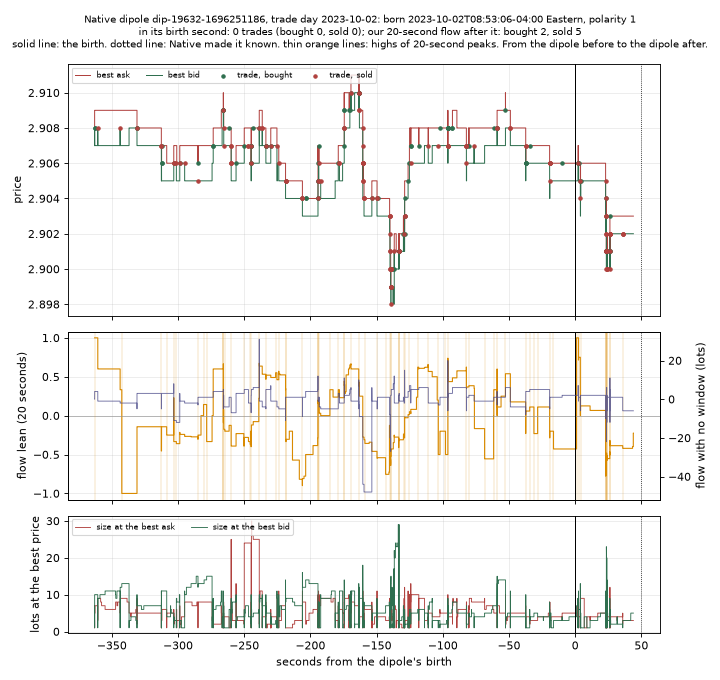 Native dipole dip-19632-1696251186, trade day 2023-10-02: born 2023-10-02T08:53:06-04:00 Eastern, polarity 1
in its birth second: 0 trades (bought 0, sold 0); our 20-second flow after it: bought 2, sold 5
solid line: the birth. dotted line: Native made it known. thin orange lines: highs of 20-second peaks. From the dipole before to the dipole after.
best ask best bid trade, bought trade, sold
2.910
2.908
2.906
2.904
2.902
2.900
2.898
price
1.0
0.5
0.0
−0.5
−1.0
flow lean (20 seconds)
20
0
−20
−40
flow with no window (lots)
size at the best ask size at the best bid
30
20
10
0
lots at the best price
−350 −300 −250 −200 −150 −100 −50 0 50
seconds from the dipole's birth